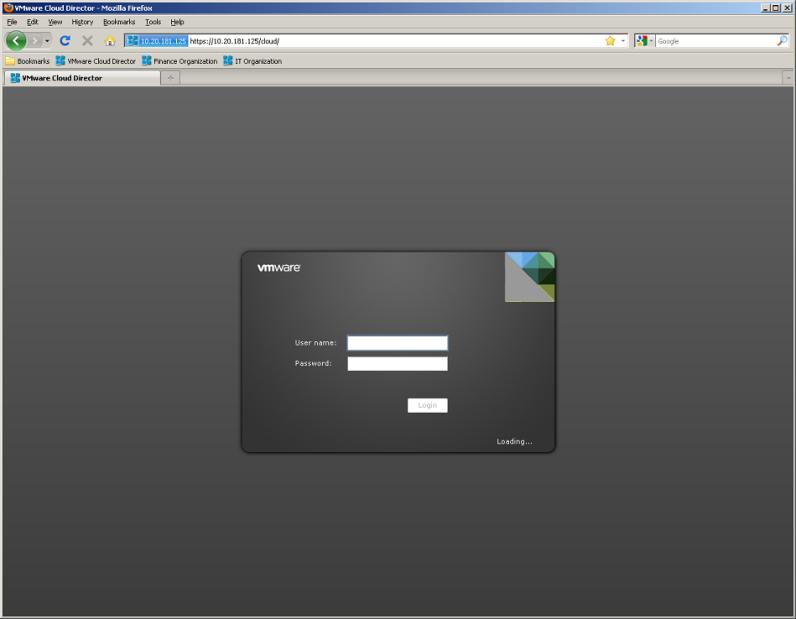 VMware Cloud Director - Mozilla Firefox
File Edit View History Bookmarks Tools Help
10.20.181.125 https://10.20.181.125/cloud/ Google
Bookmarks VMware Cloud Director Finance Organization IT Organization
VMware Cloud Director
vmware
User name:
Password:
Login
Loading...